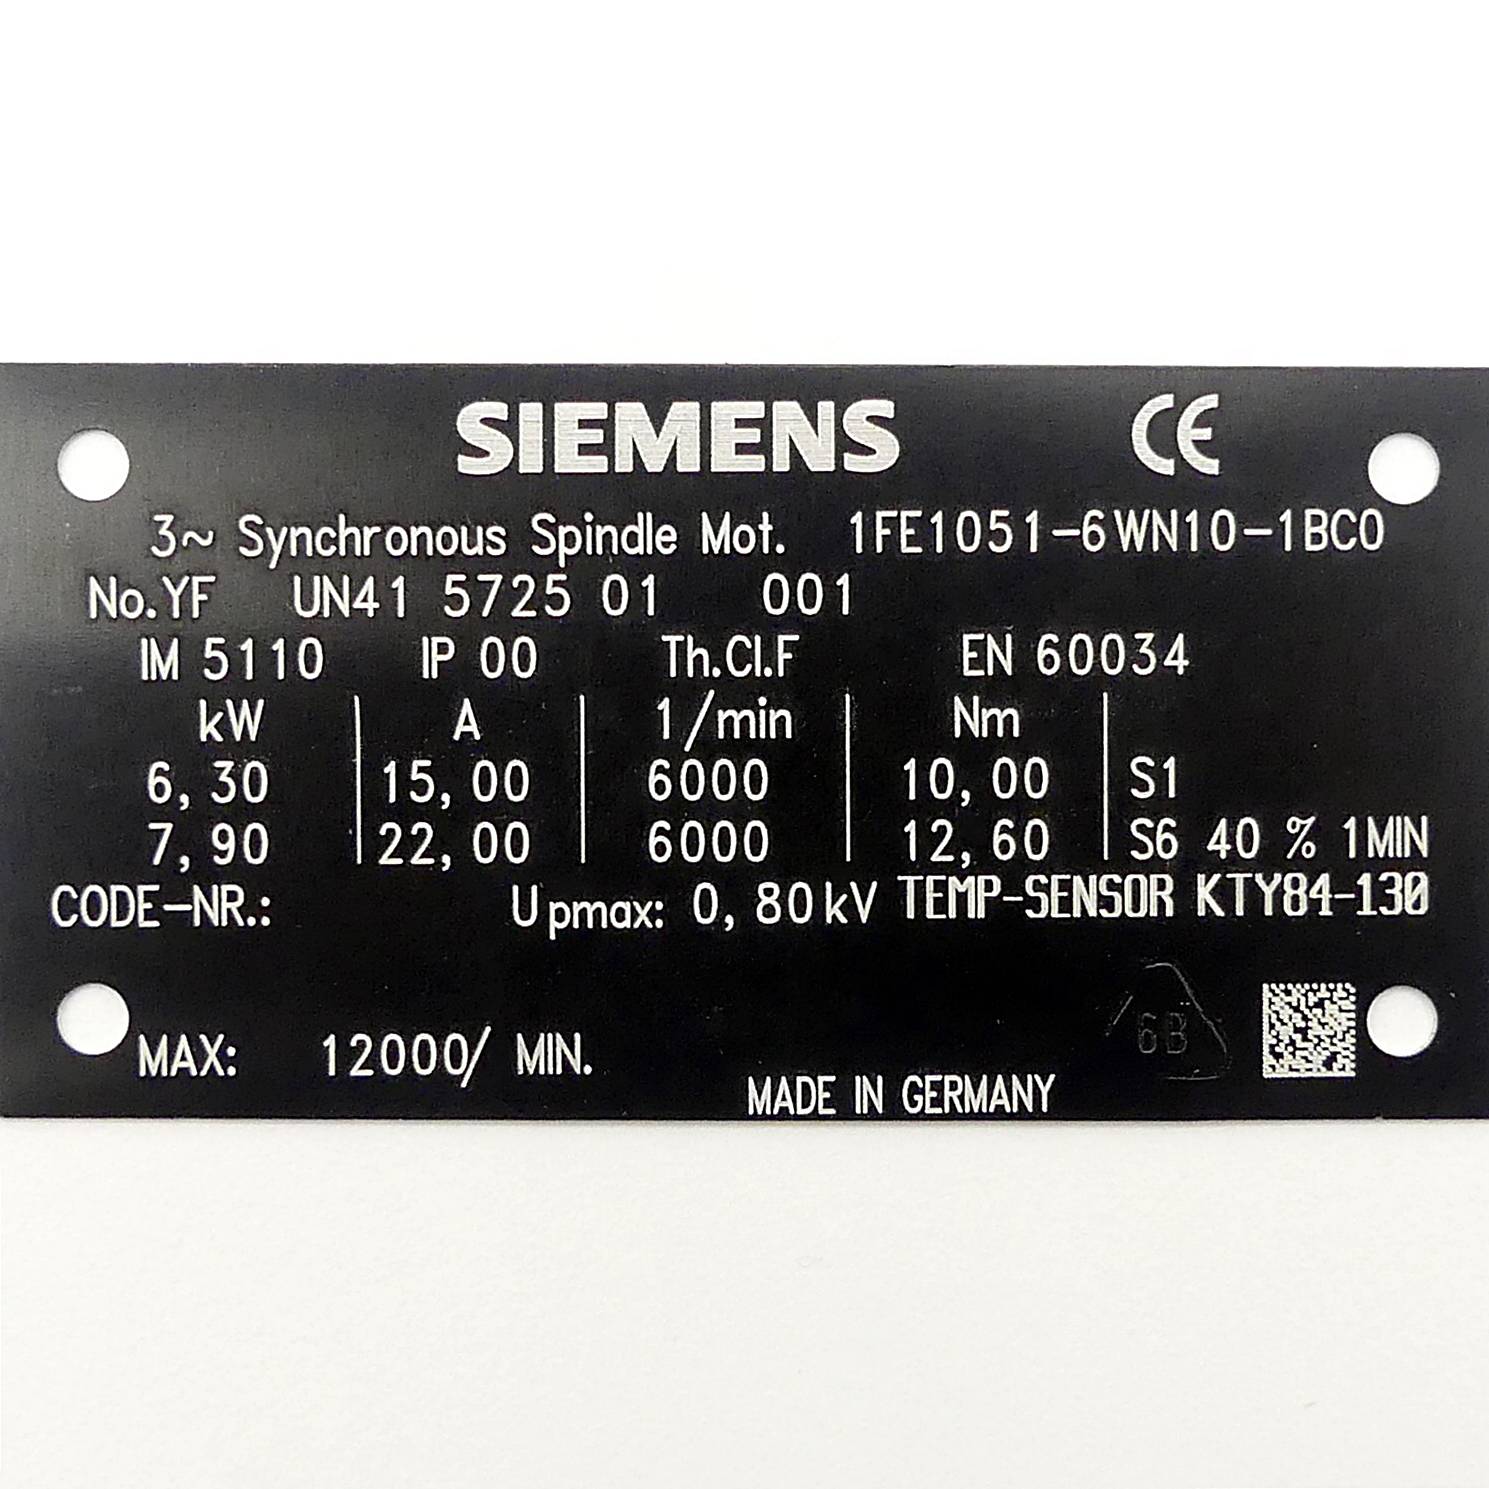 SIEMENS CE
3~ Synchronous Spindle Mot. 1FE1051-6WN10-1BC0
No.YF UN41 5725 01 001
IM 5110 IP 00 Th.Cl.F EN 60034
kW A 1/min Nm
6,30 15,00 6000 10,00 S1
7,90 22,00 6000 12,60 S6 40 % 1MIN
CODE-NR.: Upmax: 0,80kV TEMP-SENSOR KTY84-130
6B
MAX: 12000/ MIN.
MADE IN GERMANY